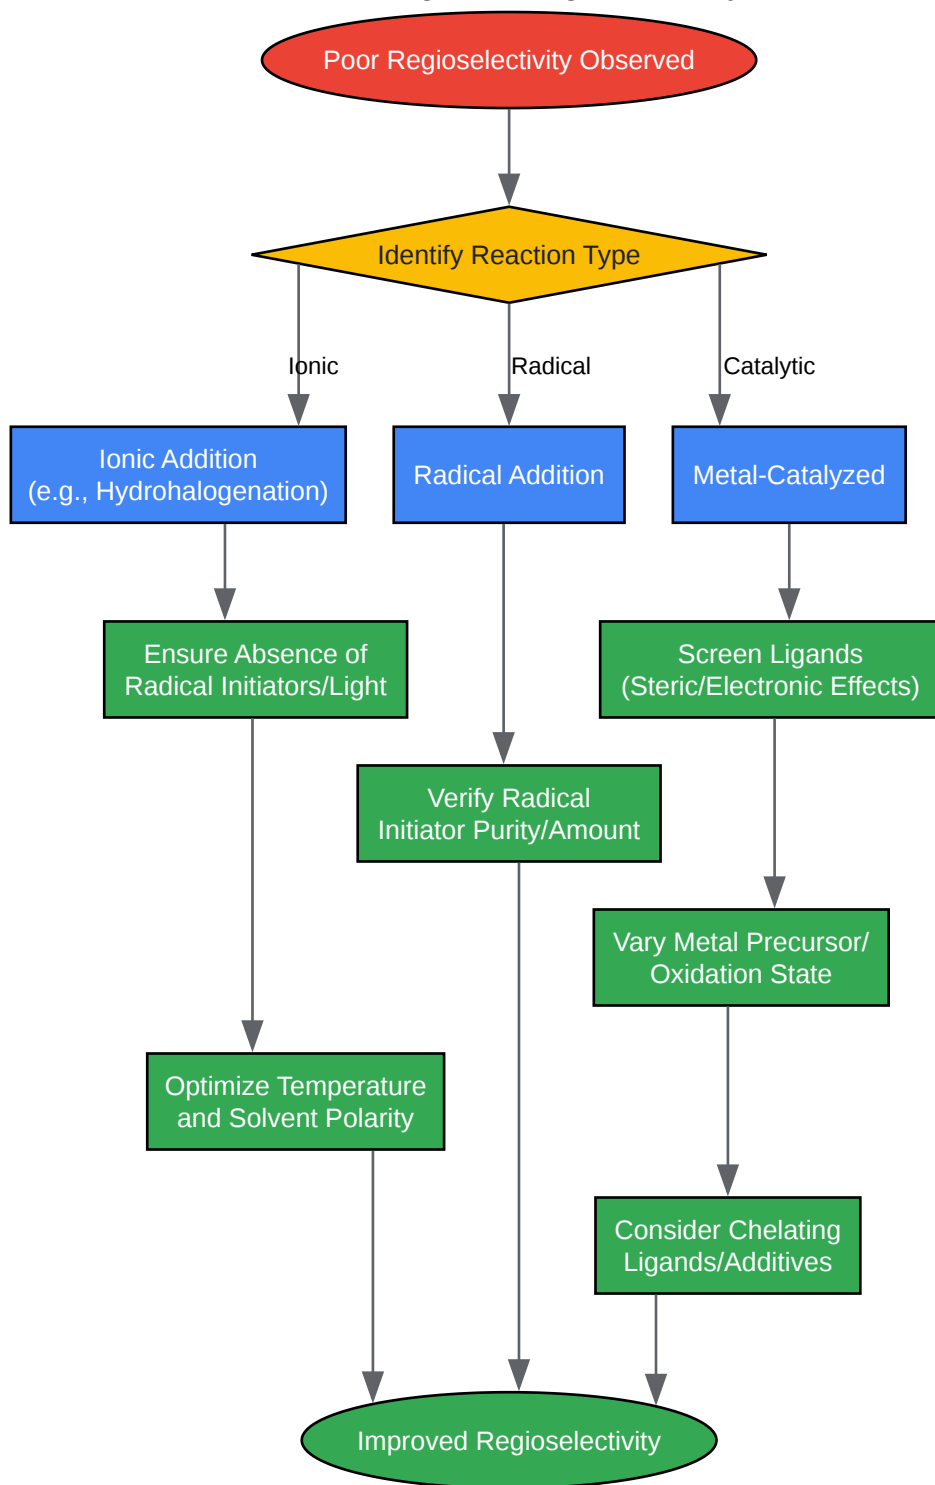 Poor Regioselectivity Observed
Identify Reaction Type
Ionic
Radical
Catalytic
Ionic Addition
(e.g., Hydrohalogenation)
Radical Addition
Metal-Catalyzed
Ensure Absence of
Radical Initiators/Light
Screen Ligands
(Steric/Electronic Effects)
Verify Radical
Initiator Purity/Amount
Vary Metal Precursor/
Oxidation State
Optimize Temperature
and Solvent Polarity
Consider Chelating
Ligands/Additives
Improved Regioselectivity